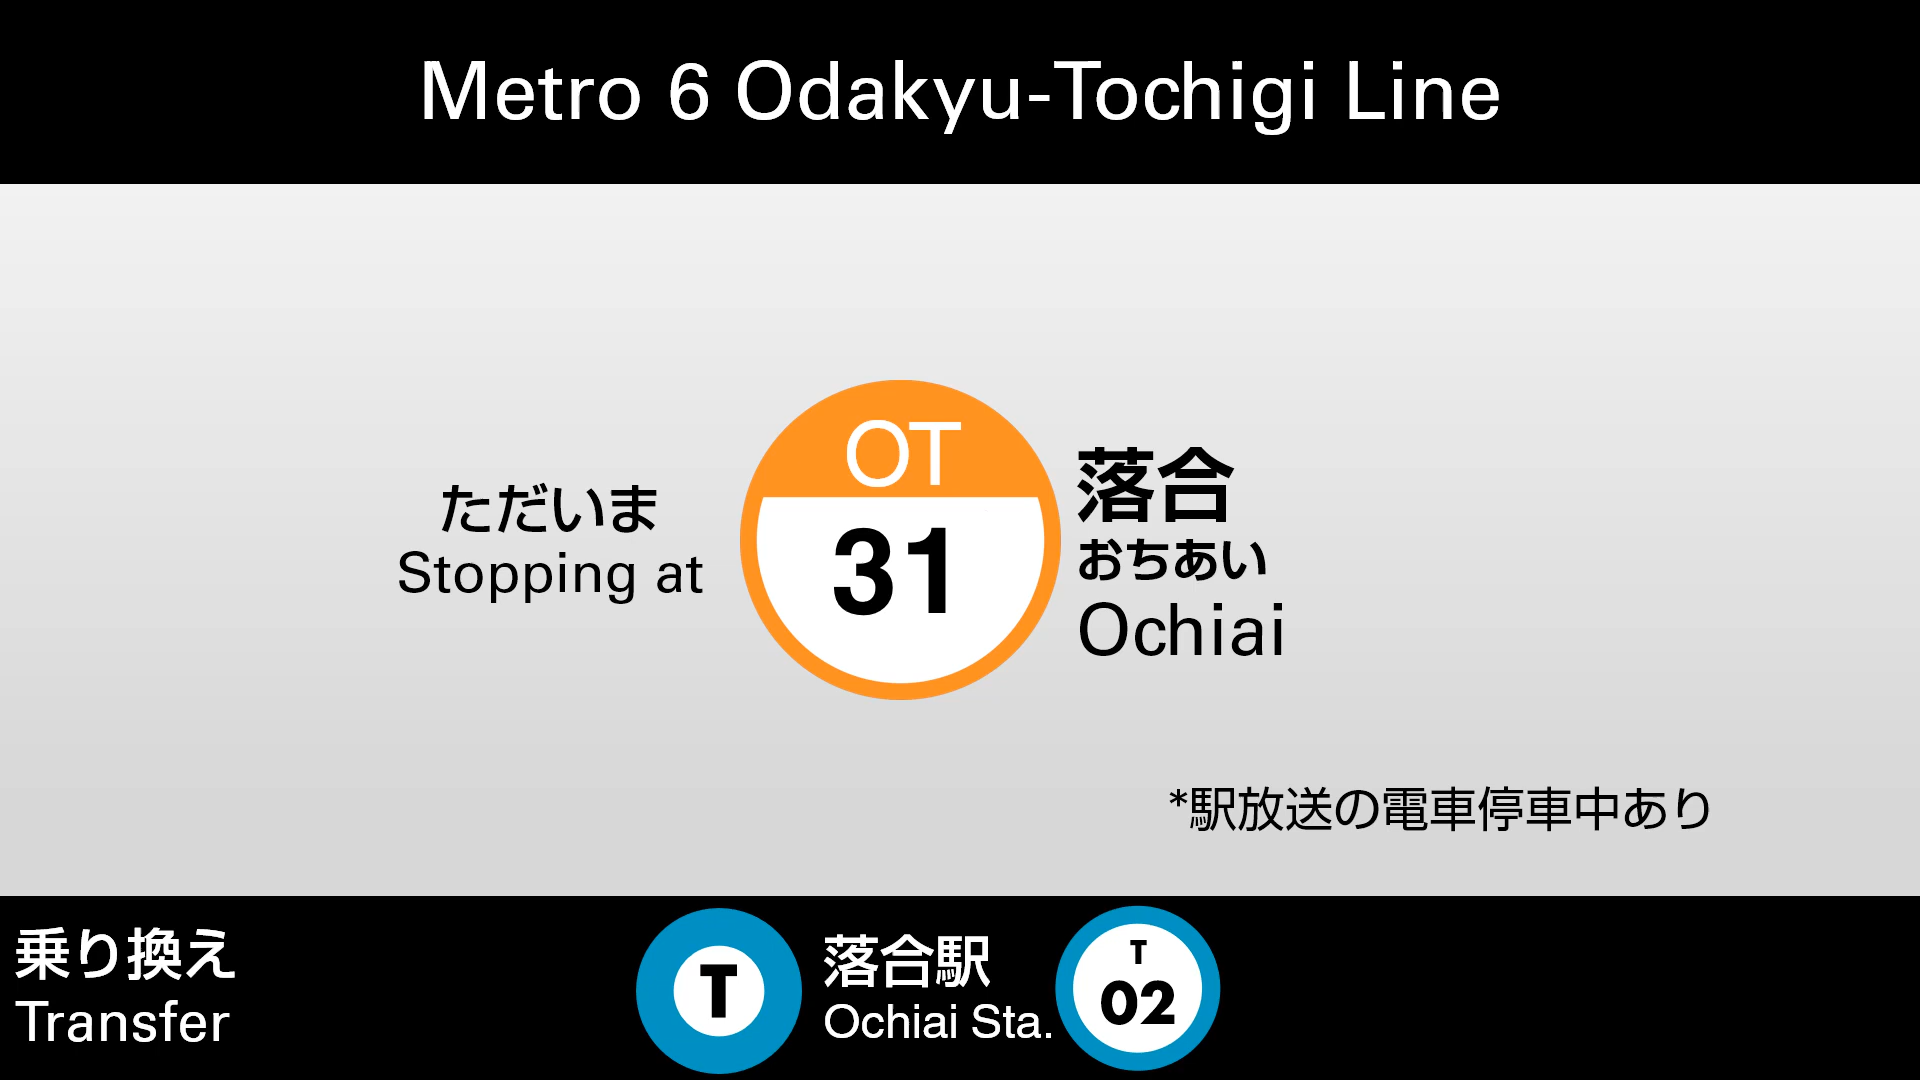 Metro 6 Odakyu-Tochigi Line
ただいま
Stopping at
OT
31
落合
おちあい
Ochiai
*駅放送の電車停車中あり
乗り換え
Transfer
T
落合駅
Ochiai Sta.
T
02